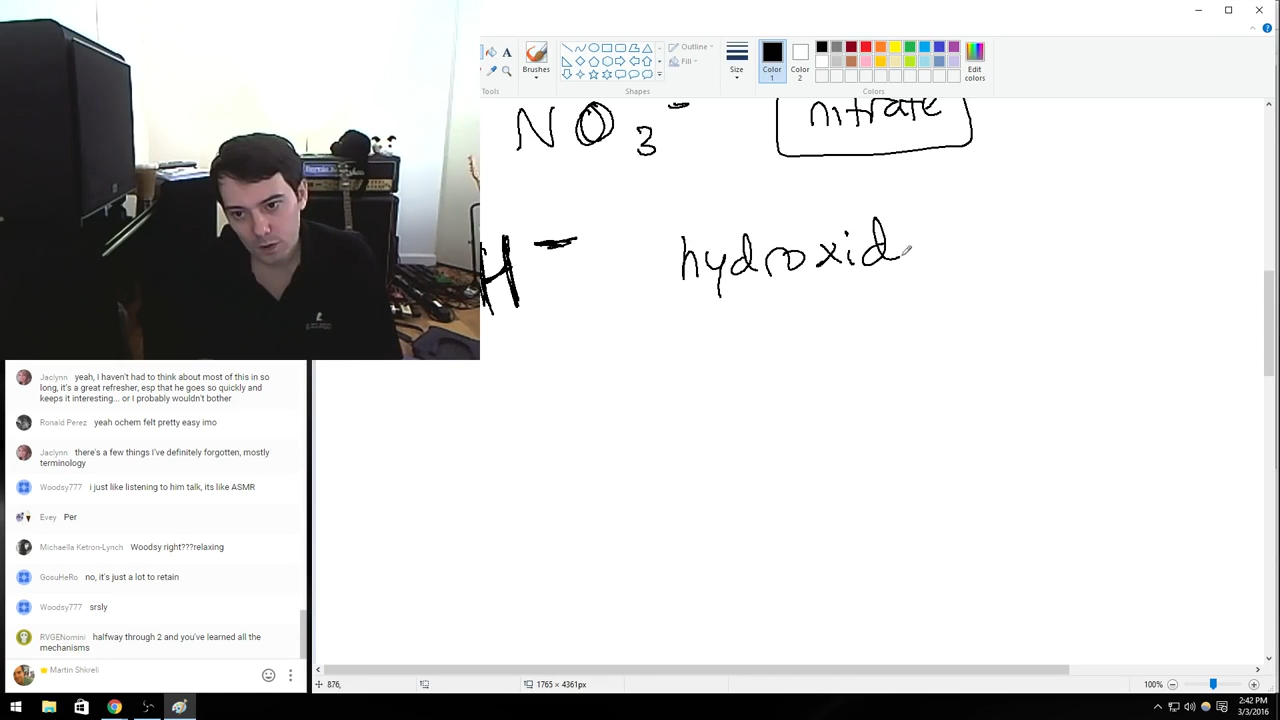 Tools
A
Brushes
Shapes
Outline
Fill
Size
Color 1
Color 2
Edit colors
Colors
NO3-
nitrate
H-
hydroxid
Jaclynn yeah, I haven't had to think about most of this in so
long, it's a great refresher, esp that he goes so quickly and
keeps it interesting... or I probably wouldn't bother
Ronald Perez yeah ochem felt pretty easy imo
Jaclynn there's a few things I've definitely forgotten, mostly
terminology
Woodsy777 i just like listening to him talk, its like ASMR
Evey Per
Michaella Ketron-Lynch Woodsy right???relaxing
GosuHeRo no, it's just a lot to retain
Woodsy777 srsly
RVGENomini halfway through 2 and you've learned all the
mechanisms
Martin Shkreli
876,
1765 × 4361px
100%
2:42 PM
3/3/2016